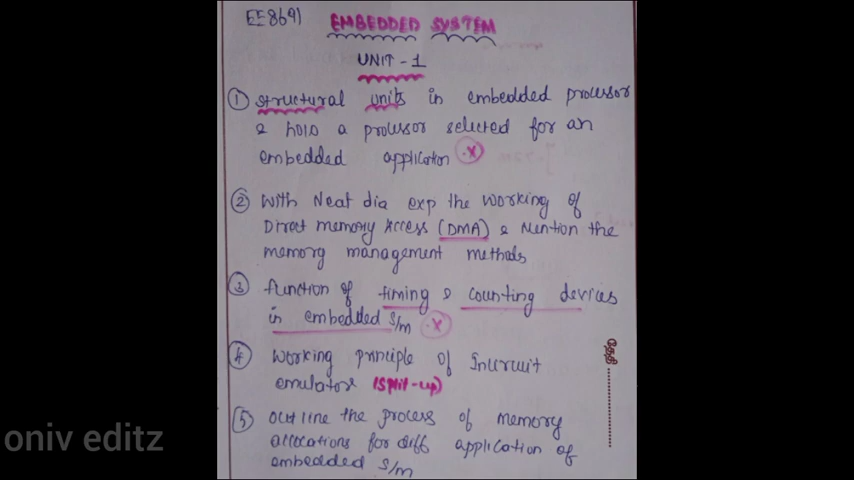 EE8691 EMBEDDED SYSTEM
UNIT - 1
① structural units in embedded processor
& how a processor selected for an
embedded application *
② With Neat dia exp the working of
Direct memory Access (DMA) & Mention the
memory management methods
③ function of timing & counting devices
in embedded s/m *
④ working principle of Incircuit
emulator (split-up)
⑤ outline the process of memory
allocations for diff application of
embedded s/m
தேதி
oniv editz